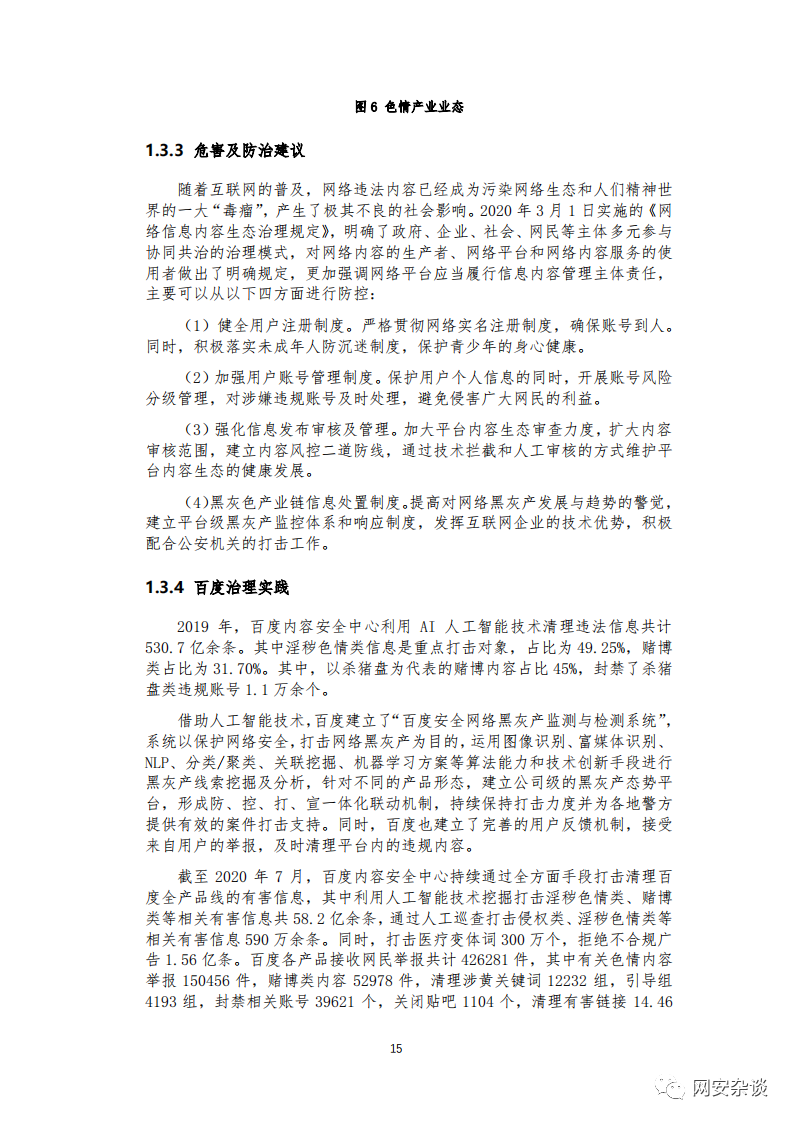 图6 色情产业业态
1.3.3 危害及防治建议
随着互联网的普及，网络违法内容已经成为污染网络生态和人们精神世
界的一大“毒瘤”，产生了极其不良的社会影响。2020 年 3 月 1 日实施的《网
络信息内容生态治理规定》，明确了政府、企业、社会、网民等主体多元参与
协同共治的治理模式，对网络内容的生产者、网络平台和网络内容服务的使
用者做出了明确规定，更加强调网络平台应当履行信息内容管理主体责任，
主要可以从以下四方面进行防控：
（1）健全用户注册制度。严格贯彻网络实名注册制度，确保账号到人。
同时，积极落实未成年人防沉迷制度，保护青少年的身心健康。
（2）加强用户账号管理制度。保护用户个人信息的同时，开展账号风险
分级管理，对涉嫌违规账号及时处理，避免侵害广大网民的利益。
（3）强化信息发布审核及管理。加大平台内容生态审查力度，扩大内容
审核范围，建立内容风控二道防线，通过技术拦截和人工审核的方式维护平
台内容生态的健康发展。
（4）黑灰色产业链信息处置制度。提高对网络黑灰产发展与趋势的警觉，
建立平台级黑灰产监控体系和响应制度，发挥互联网企业的技术优势，积极
配合公安机关的打击工作。
1.3.4 百度治理实践
2019 年，百度内容安全中心利用 AI 人工智能技术清理违法信息共计
530.7 亿余条。其中淫秽色情类信息是重点打击对象，占比为 49.25%，赌博
类占比为 31.70%。其中，以杀猪盘为代表的赌博内容占比 45%，封禁了杀猪
盘类违规账号 1.1 万余个。
借助人工智能技术，百度建立了“百度安全网络黑灰产监测与检测系统”，
系统以保护网络安全，打击网络黑灰产为目的，运用图像识别、富媒体识别、
NLP、分类/聚类、关联挖掘、机器学习方案等算法能力和技术创新手段进行
黑灰产线索挖掘及分析，针对不同的产品形态，建立公司级的黑灰产态势平
台，形成防、控、打、宣一体化联动机制，持续保持打击力度并为各地警方
提供有效的案件打击支持。同时，百度也建立了完善的用户反馈机制，接受
来自用户的举报，及时清理平台内的违规内容。
截至 2020 年 7 月，百度内容安全中心持续通过全方面手段打击清理百
度全产品线的有害信息，其中利用人工智能技术挖掘打击淫秽色情类、赌博
类等相关有害信息共 58.2 亿余条，通过人工巡查打击侵权类、淫秽色情类等
相关有害信息 590 万余条。同时，打击医疗变体词 300 万个，拒绝不合规广
告 1.56 亿条。百度各产品接收网民举报共计 426281 件，其中有关色情内容
举报 150456 件，赌博类内容 52978 件，清理涉黄关键词 12232 组，引导组
4193 组，封禁相关账号 39621 个，关闭贴吧 1104 个，清理有害链接 14.46
15
网安杂谈